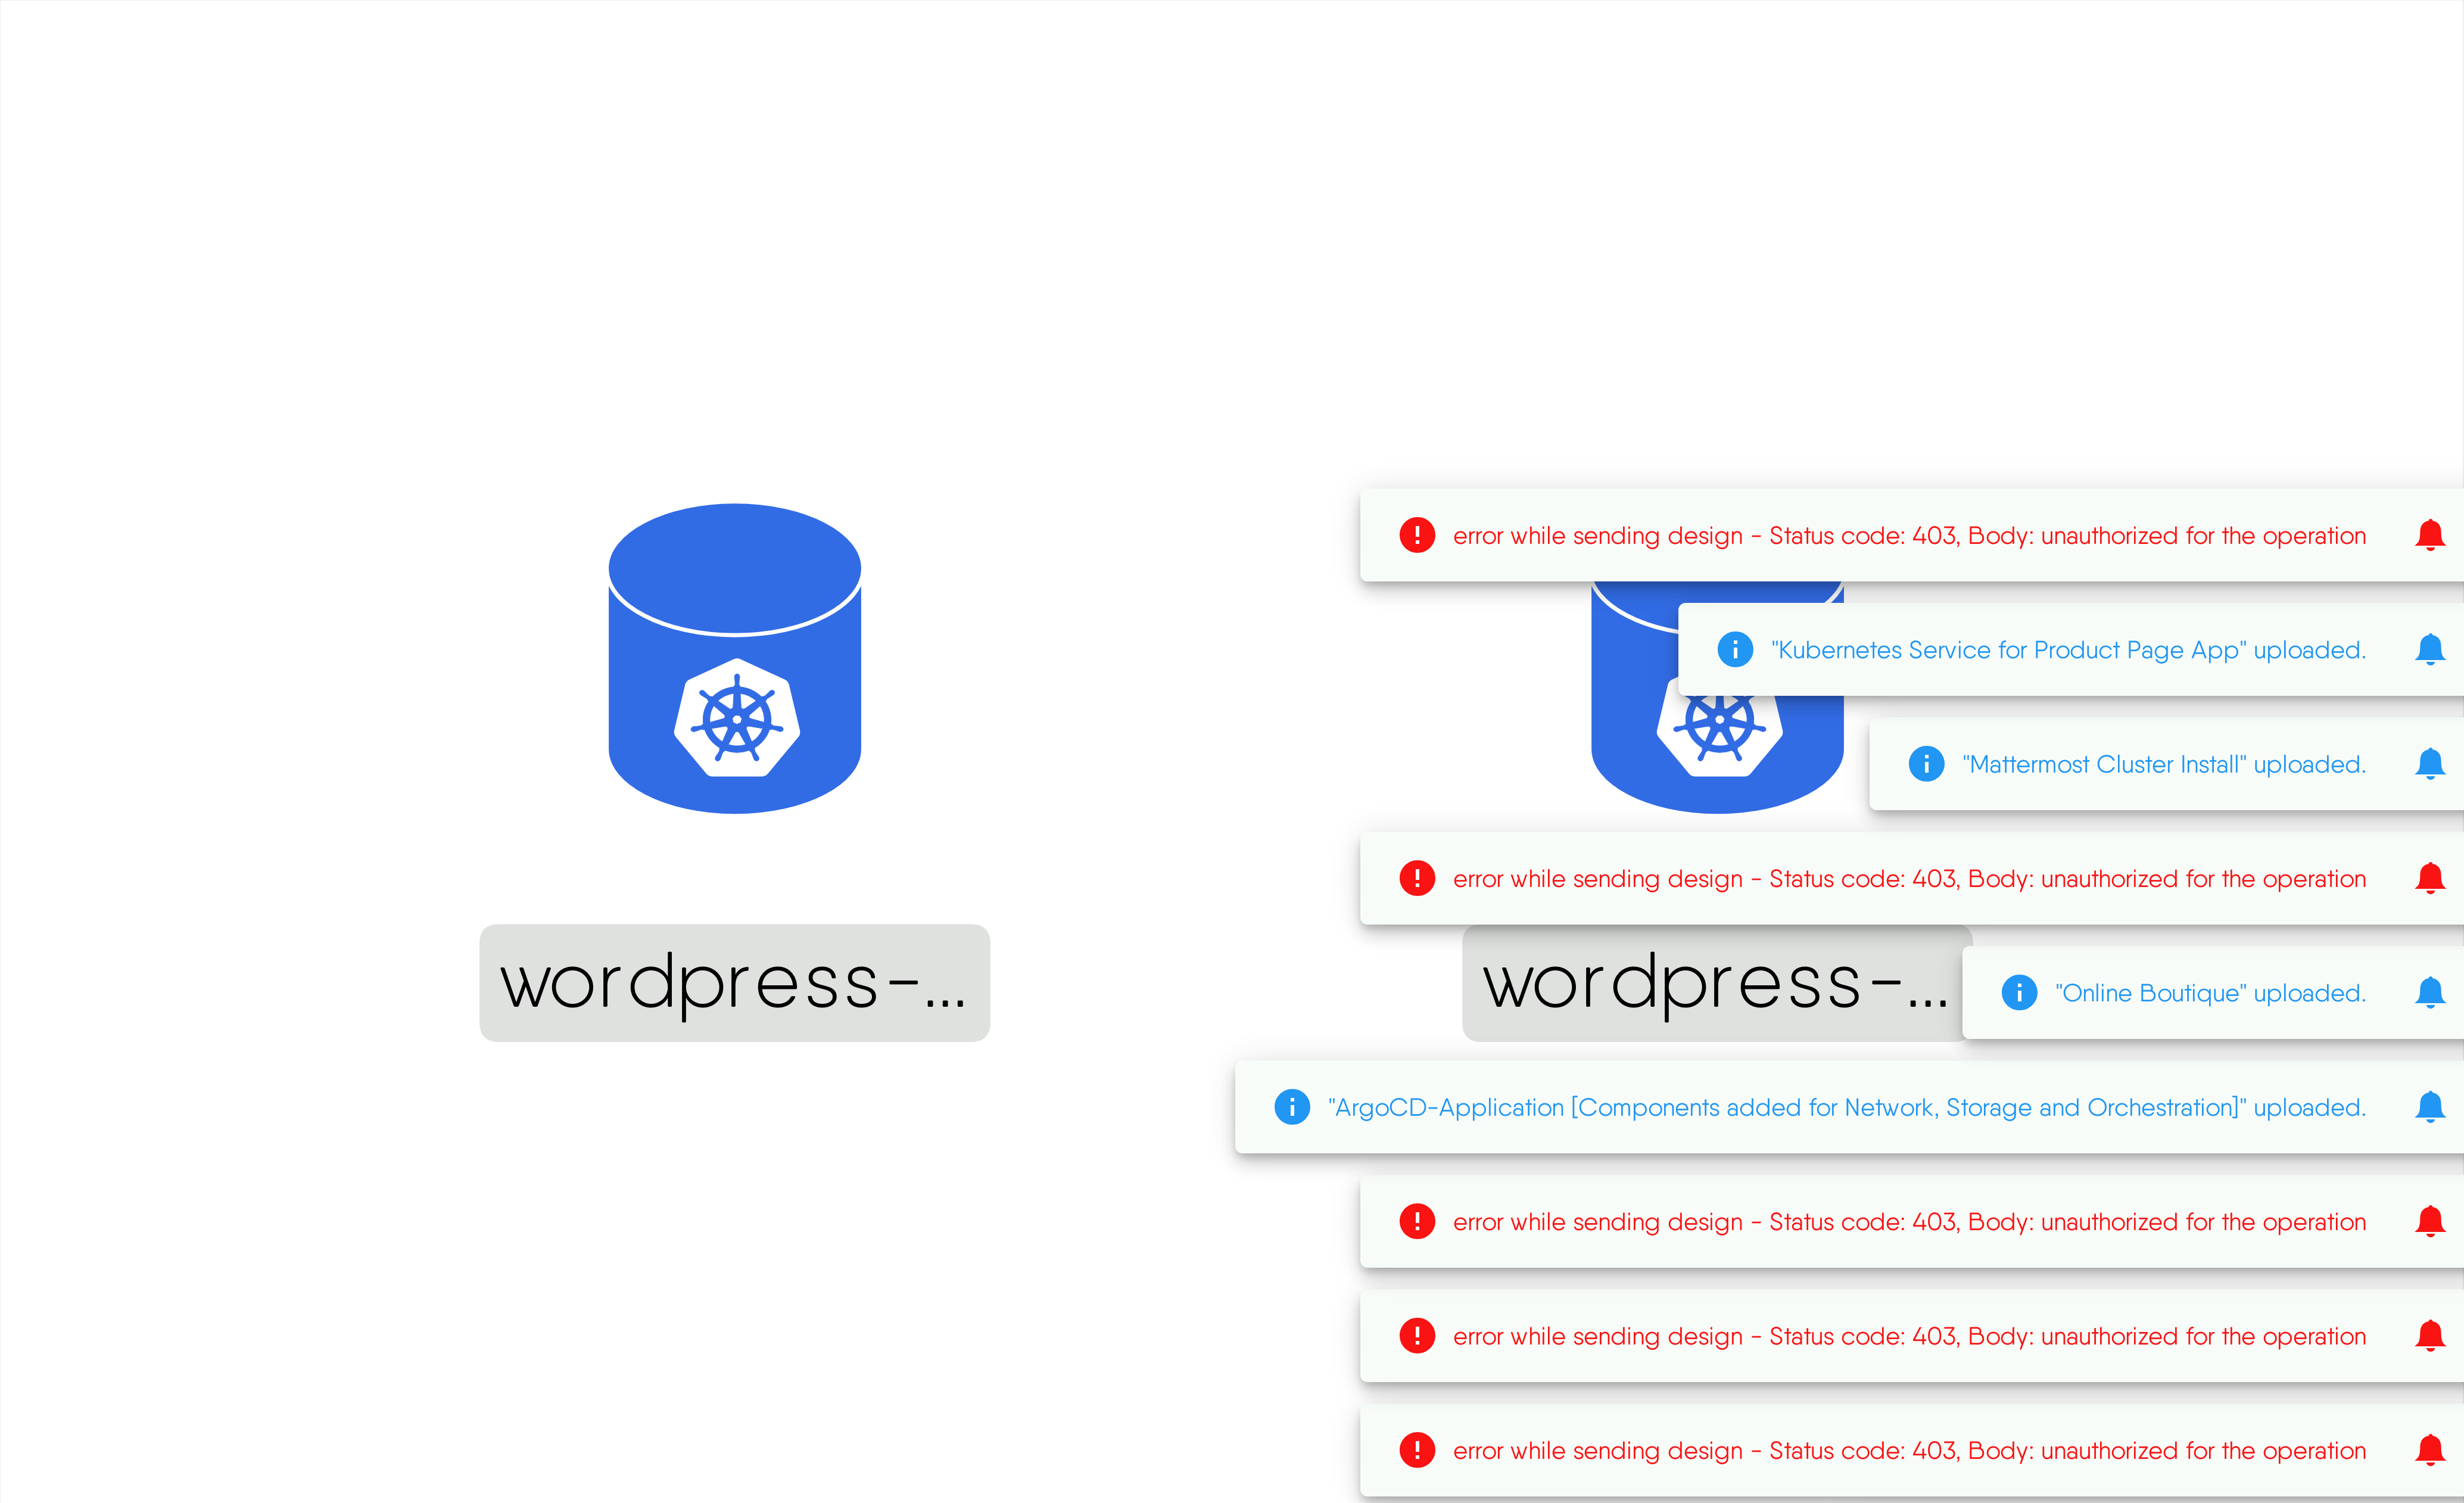 error while sending design - Status code: 403, Body: unauthorized for the operation
"Kubernetes Service for Product Page App" uploaded.
"Mattermost Cluster Install" uploaded.
error while sending design - Status code: 403, Body: unauthorized for the operation
wordpress-...
wordpress-...
"Online Boutique" uploaded.
"ArgoCD-Application [Components added for Network, Storage and Orchestration]" uploaded.
error while sending design - Status code: 403, Body: unauthorized for the operation
error while sending design - Status code: 403, Body: unauthorized for the operation
error while sending design - Status code: 403, Body: unauthorized for the operation